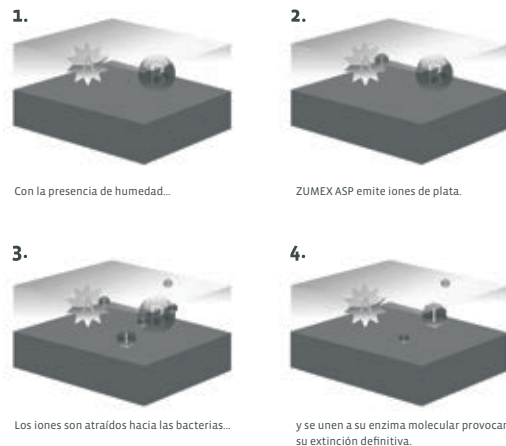 1.
2.
Con la presencia de humedad...
ZUMEX ASP emite iones de plata.
3.
4.
Los iones son atraídos hacia las bacterias...
y se unen a su enzima molecular provocan
su extinción definitiva.